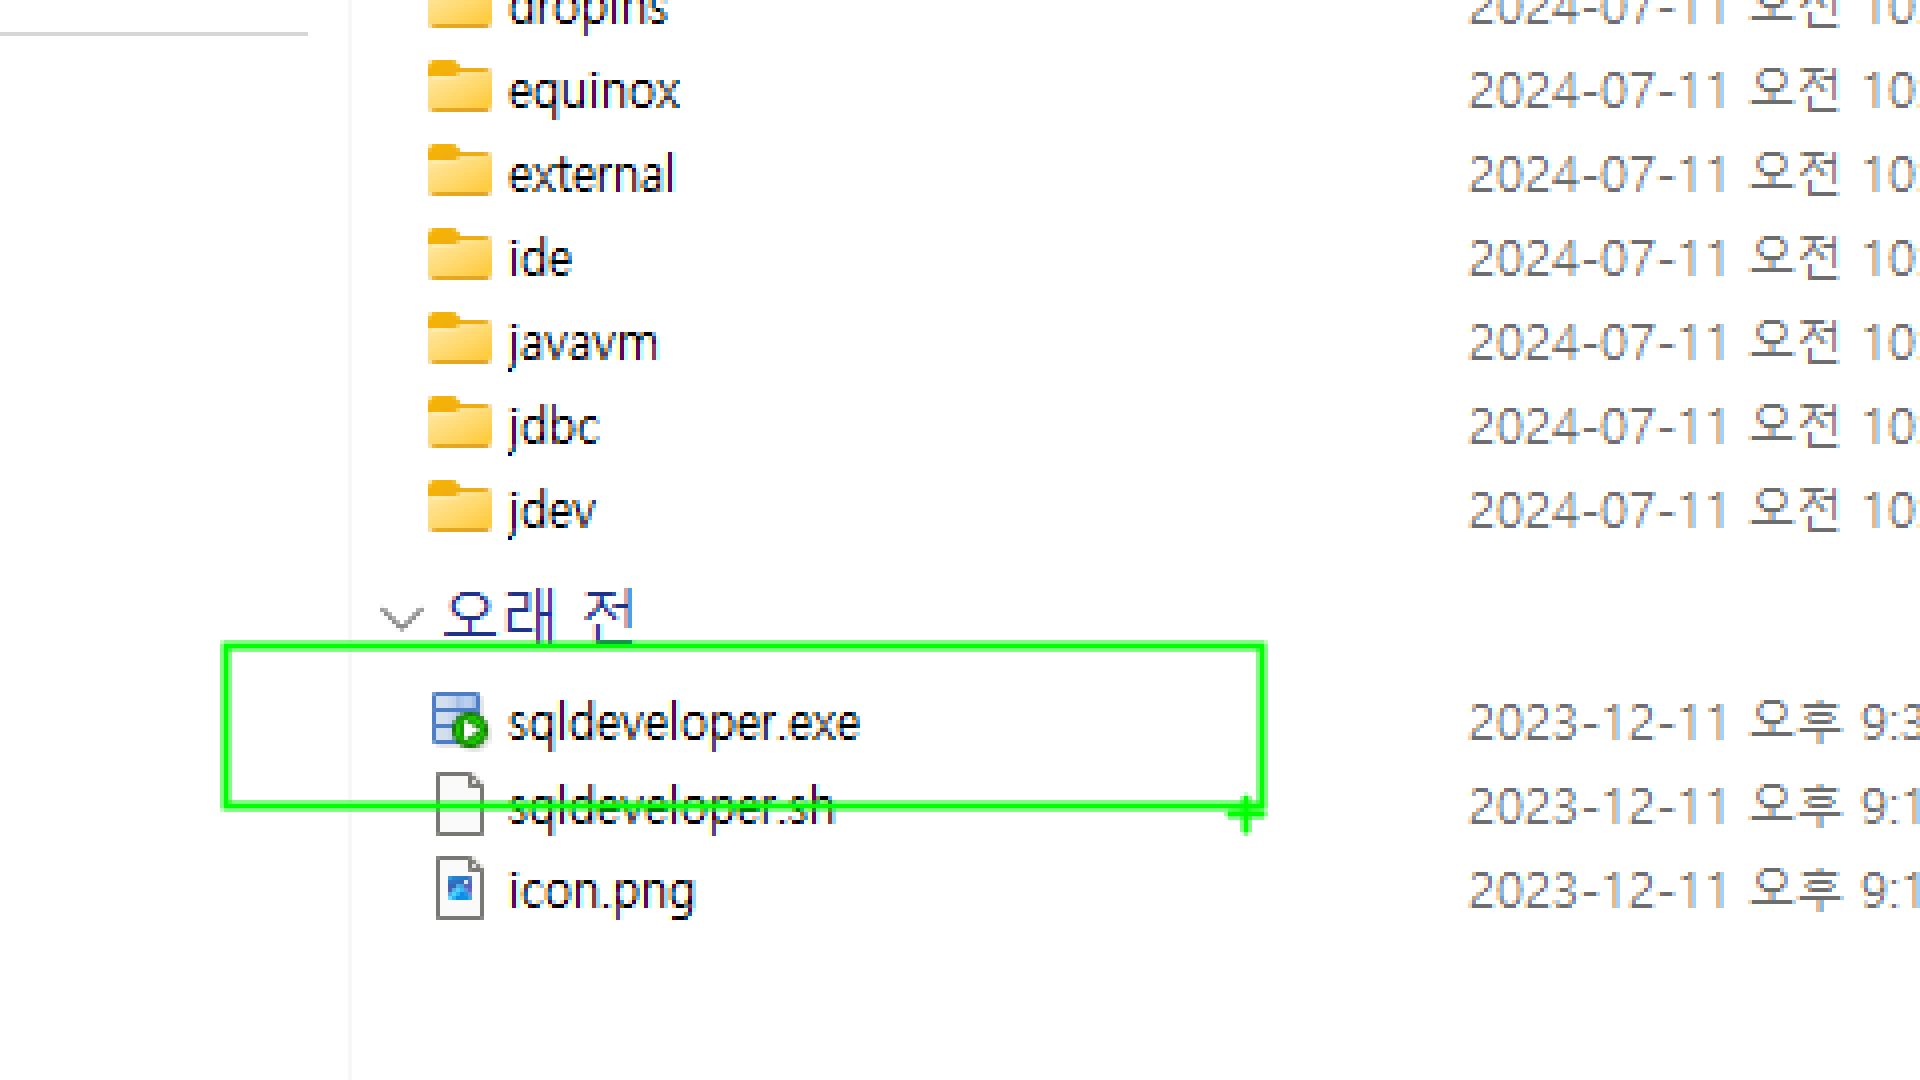 dropins 2024-07-11 오전 10
equinox 2024-07-11 오전 10
external 2024-07-11 오전 10
ide 2024-07-11 오전 10
javavm 2024-07-11 오전 10
jdbc 2024-07-11 오전 10
jdev 2024-07-11 오전 10
오래 전
sqldeveloper.exe 2023-12-11 오후 9:3
sqldeveloper.sh 2023-12-11 오후 9:1
icon.png 2023-12-11 오후 9:1